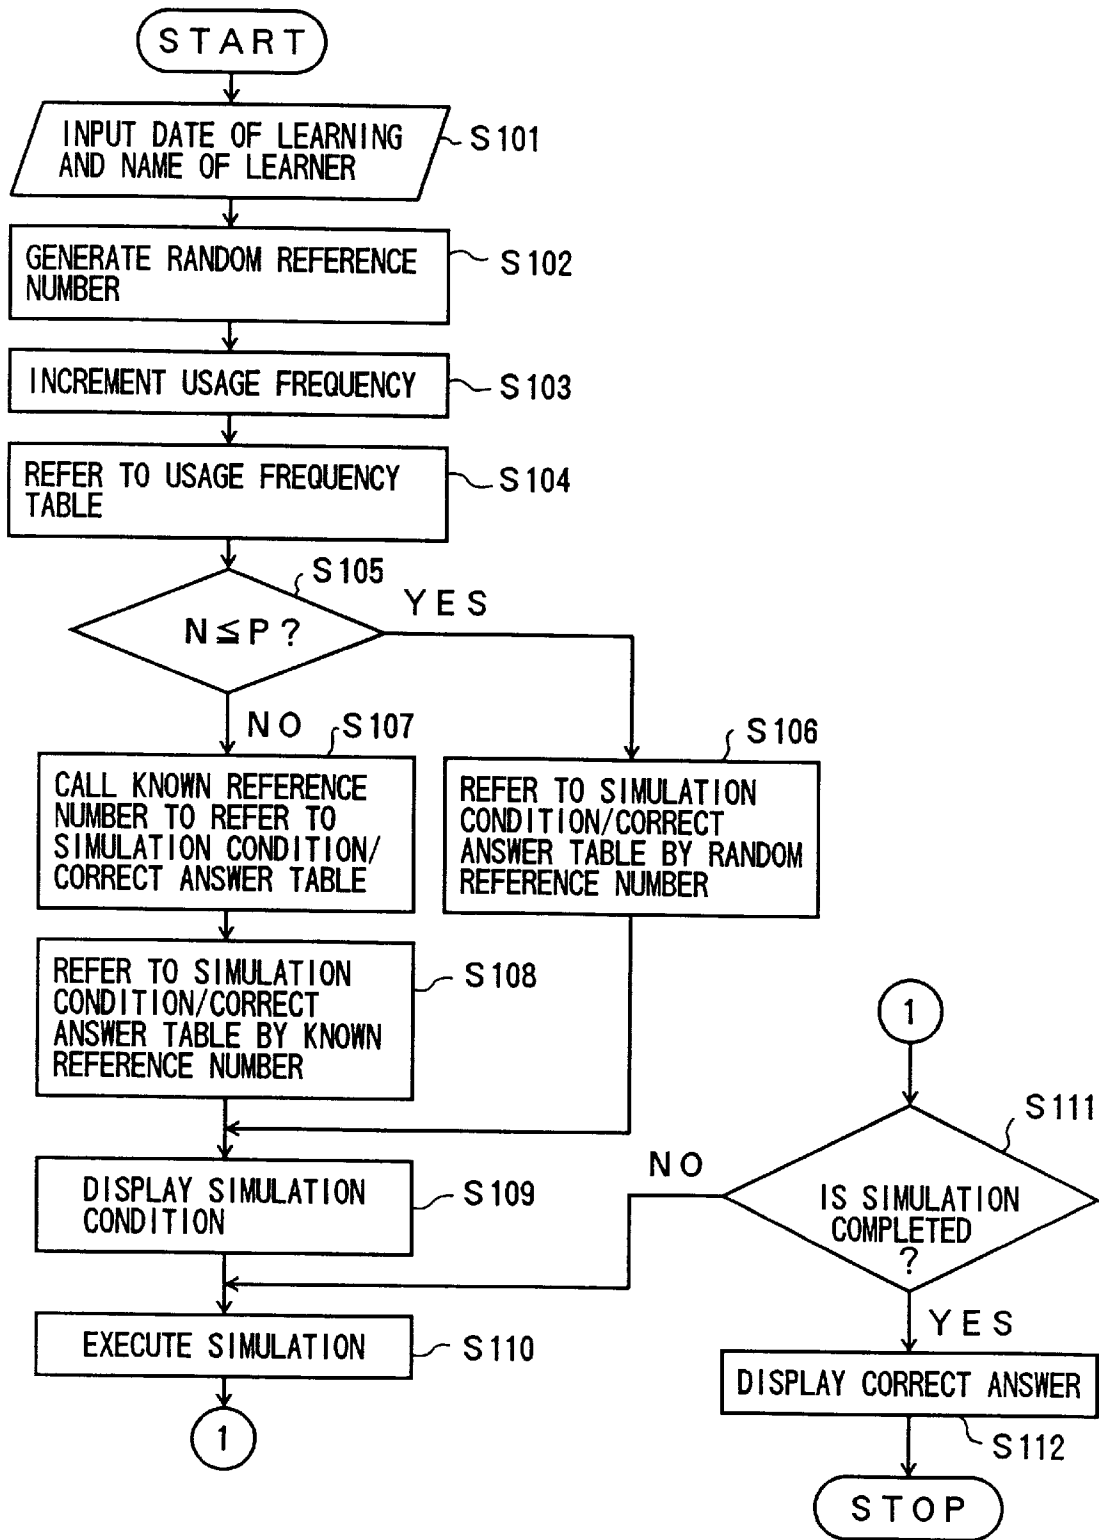 START
INPUT DATE OF LEARNING
AND NAME OF LEARNER
S101
GENERATE RANDOM REFERENCE
NUMBER
S102
INCREMENT USAGE FREQUENCY
S103
REFER TO USAGE FREQUENCY
TABLE
S104
S105
N≦P?
YES
NO
S107
CALL KNOWN REFERENCE
NUMBER TO REFER TO
SIMULATION CONDITION/
CORRECT ANSWER TABLE
S106
REFER TO SIMULATION
CONDITION/CORRECT
ANSWER TABLE BY RANDOM
REFERENCE NUMBER
REFER TO SIMULATION
CONDITION/CORRECT
ANSWER TABLE BY KNOWN
REFERENCE NUMBER
S108
DISPLAY SIMULATION
CONDITION
S109
EXECUTE SIMULATION
S110
1
1
S111
IS SIMULATION
COMPLETED
?
NO
YES
DISPLAY CORRECT ANSWER
S112
STOP